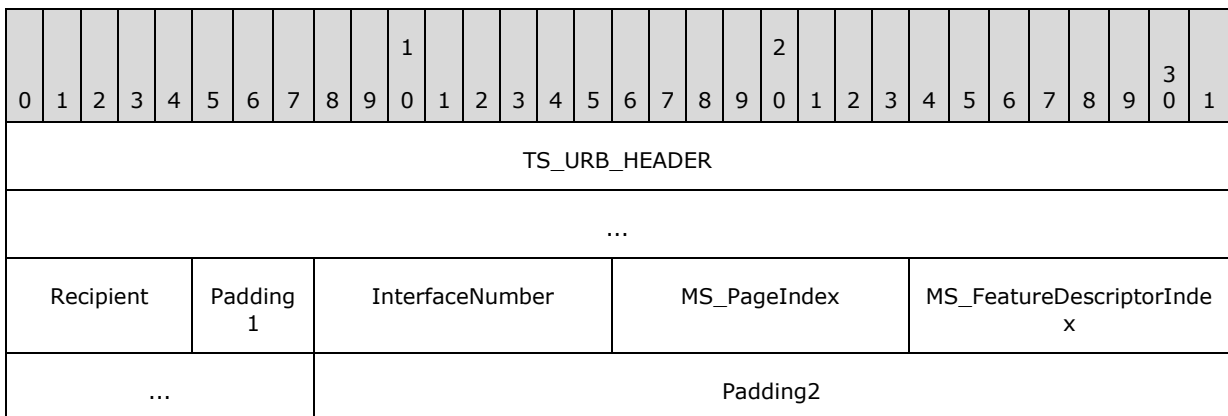 1 2 3
0 1 2 3 4 5 6 7 8 9 0 1 2 3 4 5 6 7 8 9 0 1 2 3 4 5 6 7 8 9 0 1
TS_URB_HEADER
...
Recipient Padding InterfaceNumber MS_PageIndex MS_FeatureDescriptorInde
1 x
... Padding2